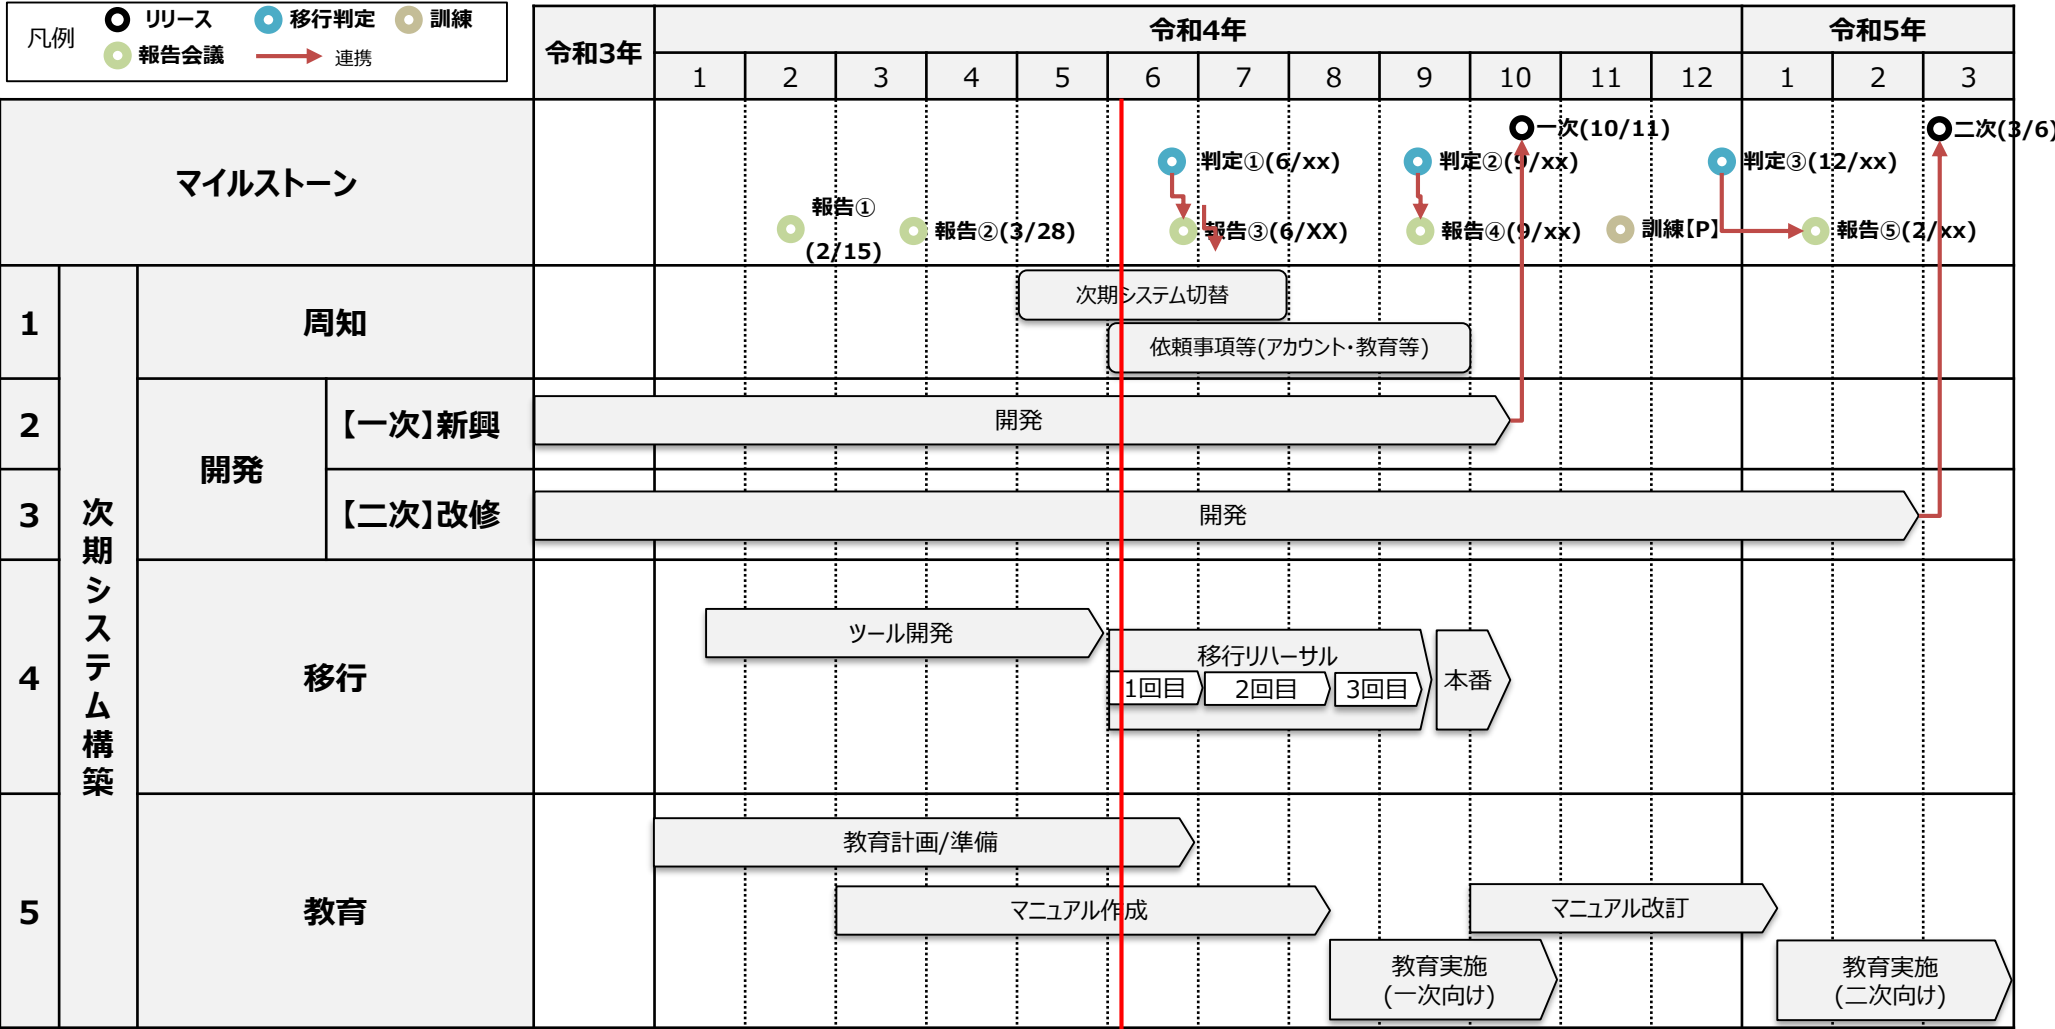 凡例
リリース
移行判定
訓練
報告会議
連携
令和3年
令和4年
令和5年
1 2 3 4 5 6 7 8 9 10 11 12 1 2 3
マイルストーン
一次(10/11)
二次(3/6)
判定①(6/xx)
判定②(9/xx)
判定③(12/xx)
報告①
(2/15)
報告②(3/28)
報告③(6/XX)
報告④(9/xx)
訓練【P】
報告⑤(2/xx)
次期システム構築
1
周知
次期システム切替
依頼事項等(アカウント・教育等)
2
開発
【一次】新興
開発
3
【二次】改修
開発
4
移行
ツール開発
移行リハーサル
1回目
2回目
3回目
本番
5
教育
教育計画/準備
マニュアル作成
マニュアル改訂
教育実施
(一次向け)
教育実施
(二次向け)